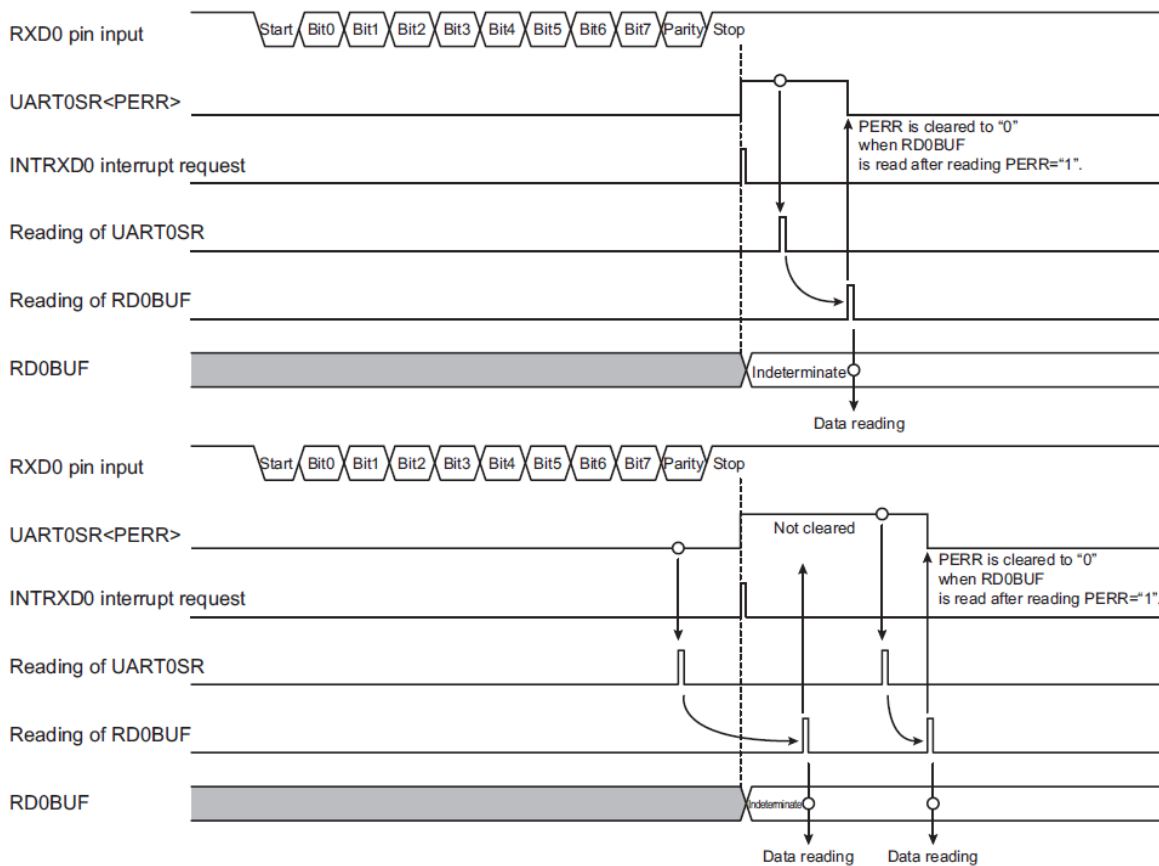 RXD0 pin input
Start Bit0 Bit1 Bit2 Bit3 Bit4 Bit5 Bit6 Bit7 Parity Stop
UART0SR<PERR>
PERR is cleared to “0”
when RD0BUF
is read after reading PERR=“1”.
INTRXD0 interrupt request
Reading of UART0SR
Reading of RD0BUF
RD0BUF
Indeterminate
Data reading
RXD0 pin input
Start Bit0 Bit1 Bit2 Bit3 Bit4 Bit5 Bit6 Bit7 Parity Stop
UART0SR<PERR>
Not cleared
PERR is cleared to “0”
when RD0BUF
is read after reading PERR=“1”.
INTRXD0 interrupt request
Reading of UART0SR
Reading of RD0BUF
RD0BUF
Indeterminate
Data reading Data reading